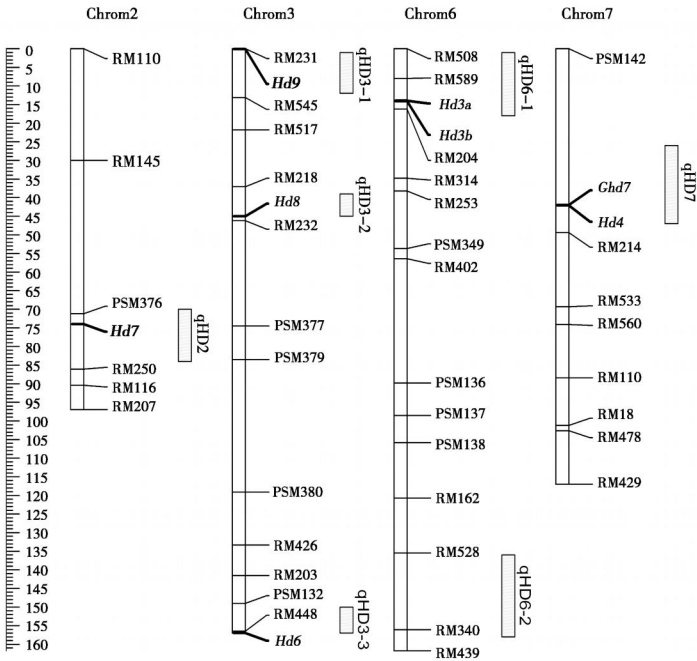 Chrom2 Chrom3 Chrom6 Chrom7
0
5
10
15
20
25
30
35
40
45
50
55
60
65
70
75
80
85
90
95
100
105
110
115
120
125
130
135
140
145
150
155
160
RM110
RM145
PSM376
Hd7
RM250
RM116
RM207
qHD2
RM231
Hd9
RM545
RM517
RM218
Hd8
RM232
PSM377
PSM379
PSM380
RM426
RM203
PSM132
RM448
Hd6
qHD3-1
qHD3-2
qHD3-3
RM508
RM589
Hd3a
Hd3b
RM204
RM314
RM253
PSM349
RM402
PSM136
PSM137
PSM138
RM162
RM528
RM340
RM439
qHD6-1
qHD6-2
PSM142
Ghd7
Hd4
RM214
RM533
RM560
RM110
RM18
RM478
RM429
qHD7